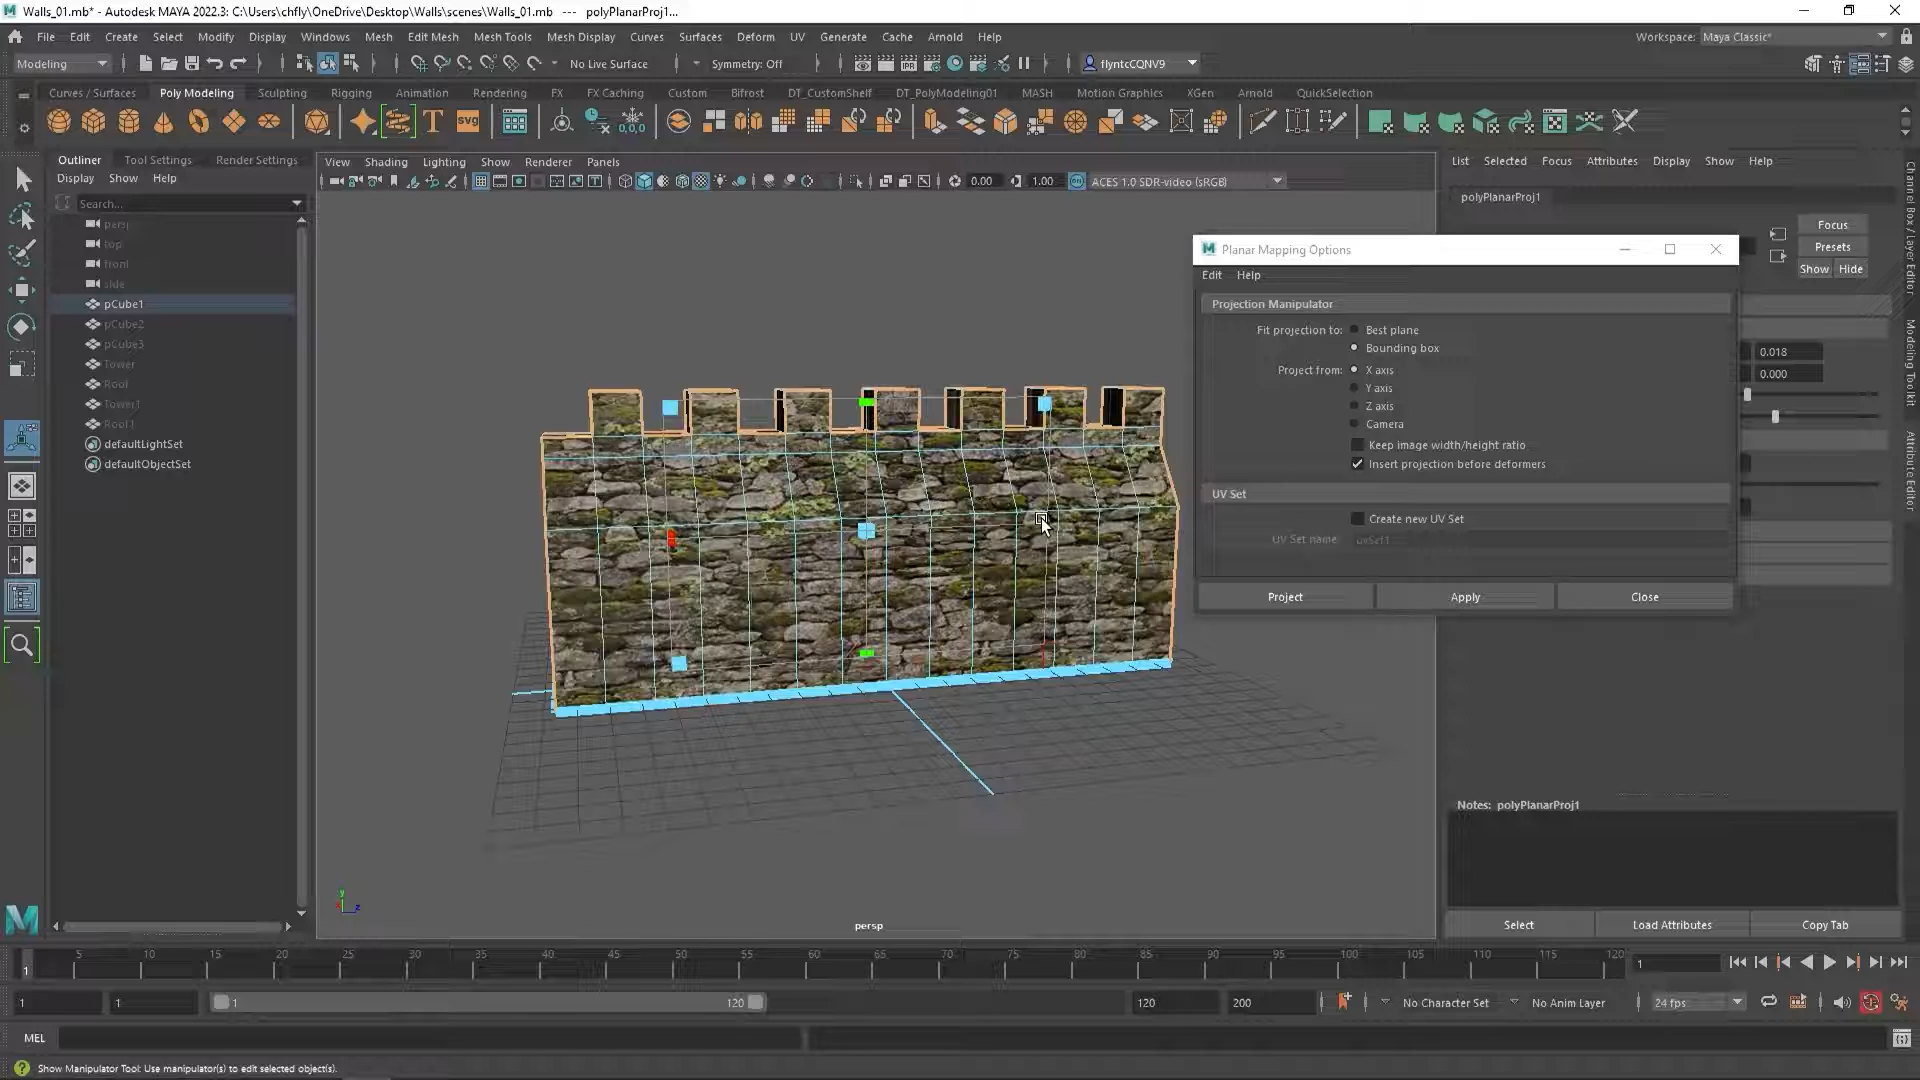 Walls_01.mb* - Autodesk MAYA 2022.3: C:\Users\chfly\OneDrive\Desktop\Walls\scenes\Walls_01.mb   ---   polyPlanarProj1...
File Edit Create Select Modify Display Windows Mesh Edit Mesh Mesh Tools Mesh Display Curves Surfaces Deform UV Generate Cache Arnold Help
Workspace: Maya Classic*
Modeling No Live Surface Symmetry: Off flyntcCQNV9
Curves / Surfaces Poly Modeling Sculpting Rigging Animation Rendering FX FX Caching Custom Bifrost DT_CustomShelf DT_PolyModeling01 MASH Motion Graphics XGen Arnold QuickSelection
T SVG IPR 0,0,0
Outliner Tool Settings Render Settings
Display Show Help
Search...
persp
top
front
side
pCube1
pCube2
pCube3
Tower
Roof
Tower1
Roof1
defaultLightSet
defaultObjectSet
View Shading Lighting Show Renderer Panels
0.00 1.00 ACES 1.0 SDR-video (sRGB)
persp
List Selected Focus Attributes Display Show Help
polyPlanarProj1
Focus
Presets
Show Hide
0.018
0.000
Planar Mapping Options
Edit Help
Projection Manipulator
Fit projection to: Best plane
Bounding box
Project from: X axis
Y axis
Z axis
Camera
Keep image width/height ratio
Insert projection before deformers
UV Set
Create new UV Set
UV Set name: uvSet1
Project Apply Close
Channel Box / Layer Editor
Modeling Toolkit
Attribute Editor
Notes: polyPlanarProj1
Select Load Attributes Copy Tab
1 5 10 15 20 25 30 35 40 45 50 55 60 65 70 75 80 85 90 95 100 105 110 115 120 1
1 1 1 120 120 200 No Character Set No Anim Layer 24 fps
MEL
Show Manipulator Tool: Use manipulator(s) to edit selected object(s).